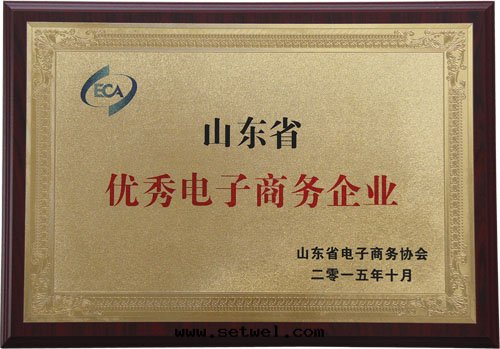 ECA
山东省
优秀电子商务企业
山东省电子商务协会
二零一五年十月
www.setwel.com